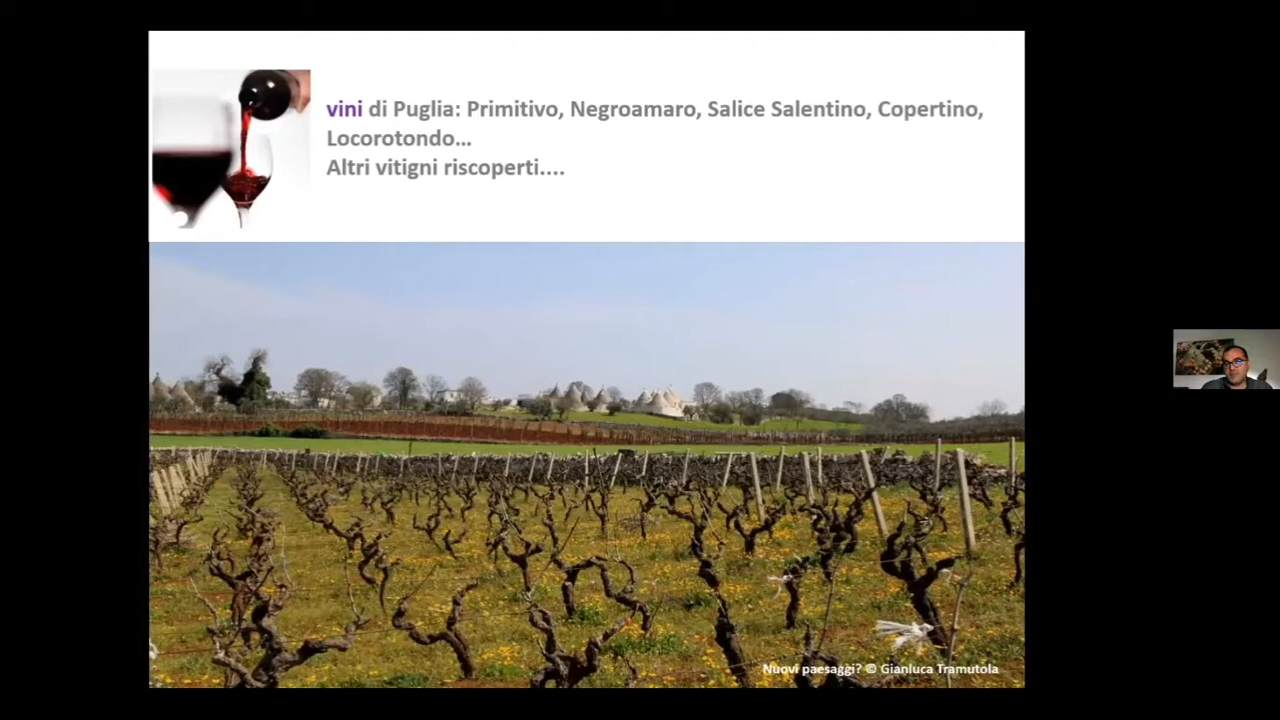 vini di Puglia: Primitivo, Negroamaro, Salice Salentino, Copertino,
Locorotondo...
Altri vitigni riscoperti....
Nuovi paesaggi? © Gianluca Tramutola